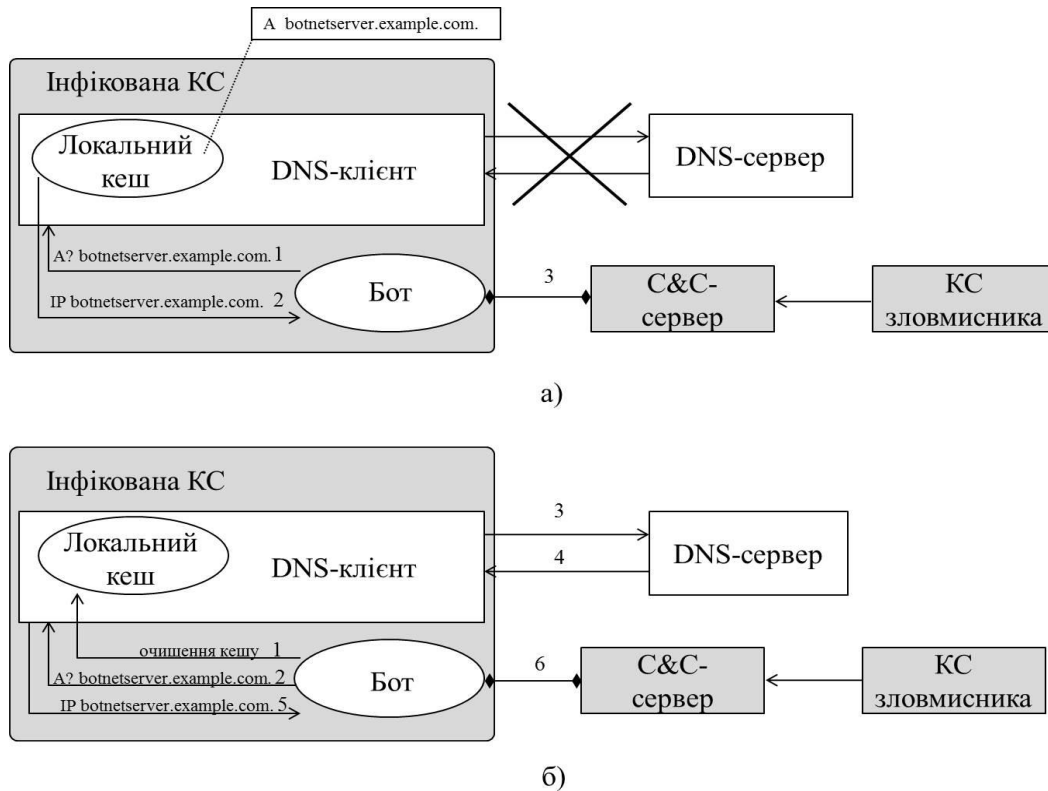 A botnetserver.example.com.
Інфікована КС
Локальний
кеш
DNS-клієнт
DNS-сервер
A? botnetserver.example.com. 1
IP botnetserver.example.com. 2
Бот
3
C&C-
сервер
КС
зловмисника
а)
Інфікована КС
Локальний
кеш
DNS-клієнт
3
4
DNS-сервер
очищення кешу 1
A? botnetserver.example.com. 2
IP botnetserver.example.com. 5
Бот
6
C&C-
сервер
КС
зловмисника
б)